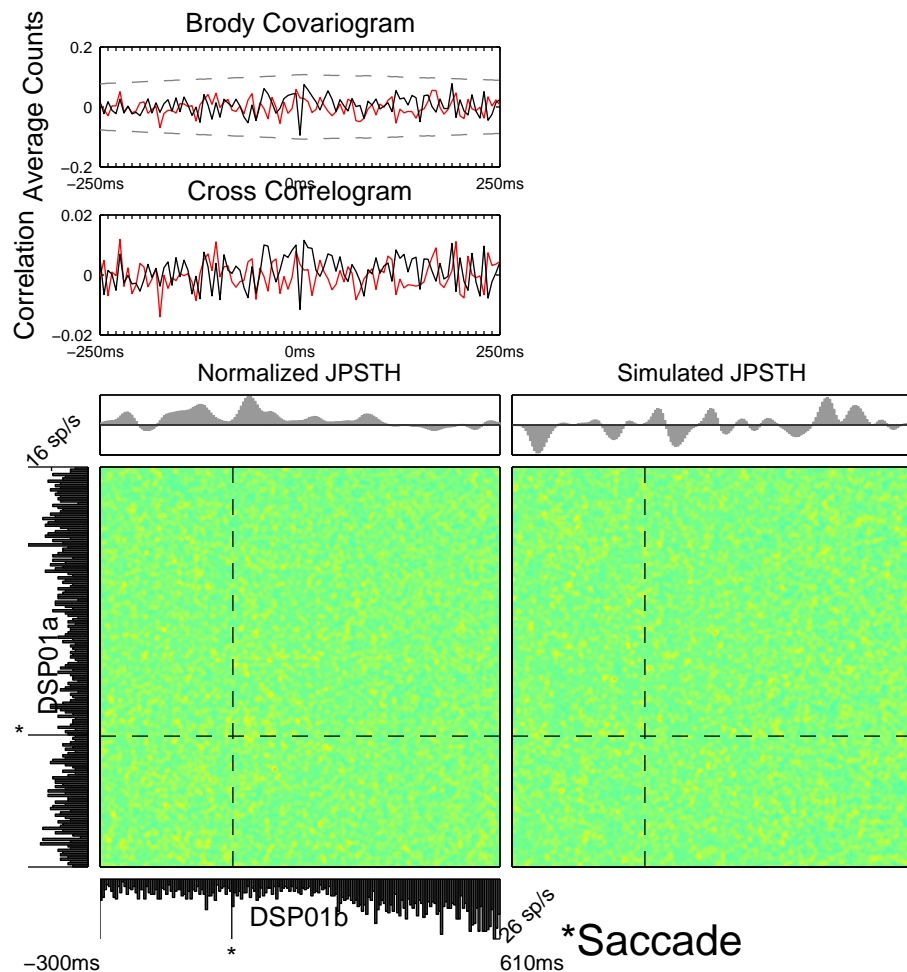 Brody Covariogram
0.2
0
−0.2
−250ms
0ms
250ms
Average Counts
Cross Correlogram
0.02
0
−0.02
−250ms
0ms
250ms
Correlation
Normalized JPSTH
Simulated JPSTH
16 sp/s
DSP01a
*
DSP01b
26 sp/s
*
*Saccade
−300ms
610ms